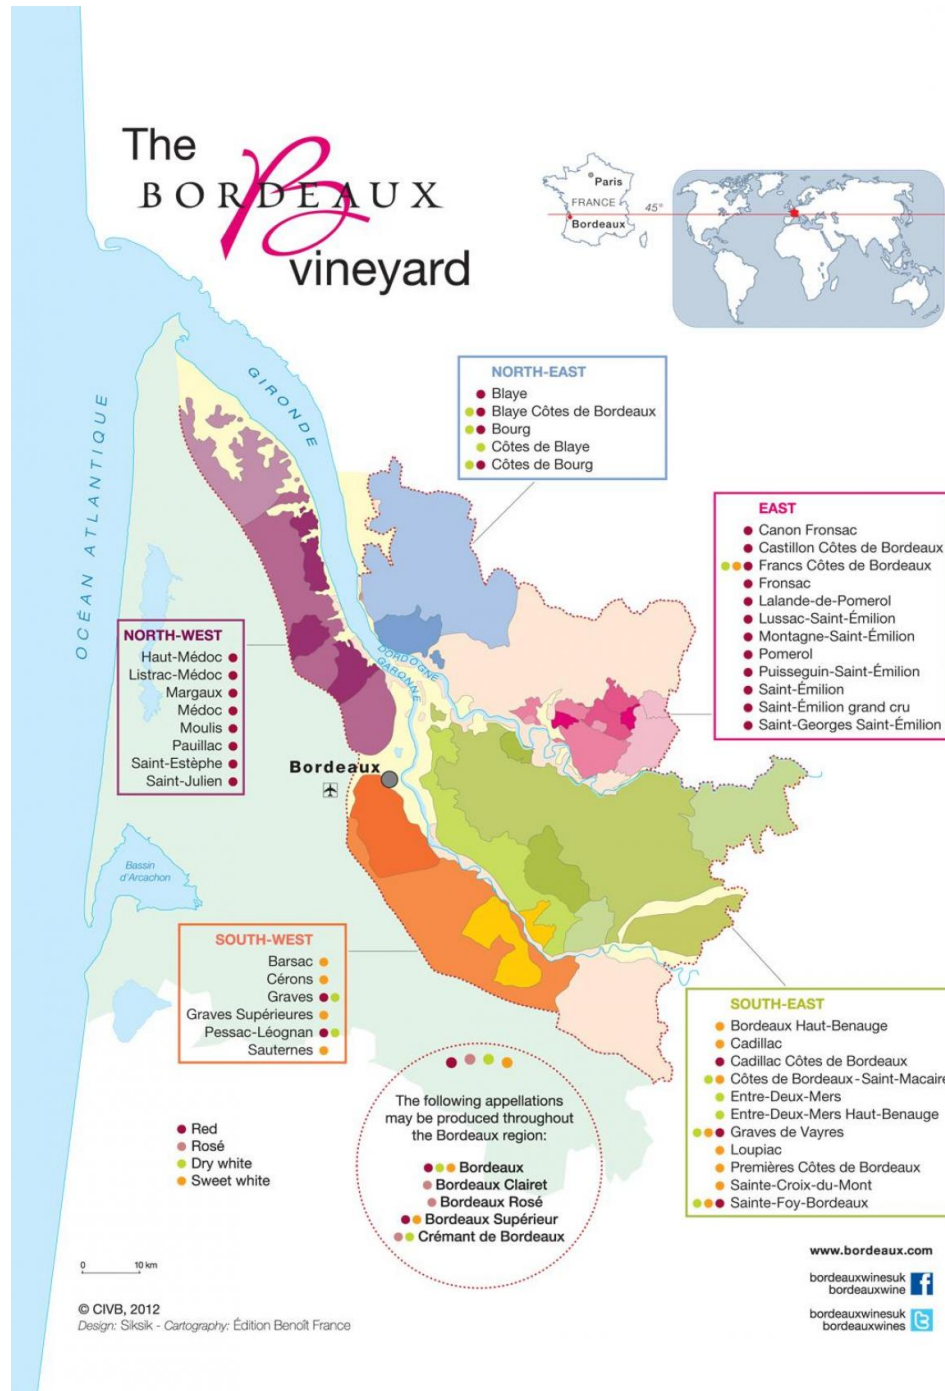 The
BORDEAUX
vineyard
Paris
FRANCE
45°
Bordeaux
OCÉAN ATLANTIQUE
GIRONDE
NORTH-EAST
Blaye
Blaye Côtes de Bordeaux
Bourg
Côtes de Blaye
Côtes de Bourg
EAST
Canon Fronsac
Castillon Côtes de Bordeaux
Francs Côtes de Bordeaux
Fronsac
Lalande-de-Pomerol
Lussac-Saint-Émilion
Montagne-Saint-Émilion
Pomerol
Puisseguin-Saint-Émilion
Saint-Émilion
Saint-Émilion grand cru
Saint-Georges Saint-Émilion
NORTH-WEST
Haut-Médoc
Listrac-Médoc
Margaux
Médoc
Moulis
Pauillac
Saint-Estèphe
Saint-Julien
DORDOGNE
GARONNE
Bordeaux
Bassin
d'Arcachon
SOUTH-WEST
Barsac
Cérons
Graves
Graves Supérieures
Pessac-Léognan
Sauternes
SOUTH-EAST
Bordeaux Haut-Benauge
Cadillac
Cadillac Côtes de Bordeaux
Côtes de Bordeaux-Saint-Macaire
Entre-Deux-Mers
Entre-Deux-Mers Haut-Benauge
Graves de Vayres
Loupiac
Premières Côtes de Bordeaux
Sainte-Croix-du-Mont
Sainte-Foy-Bordeaux
The following appellations
may be produced throughout
the Bordeaux region:
Bordeaux
Bordeaux Clairet
Bordeaux Rosé
Bordeaux Supérieur
Crémant de Bordeaux
Red
Rosé
Dry white
Sweet white
0 10 km
© CIVB, 2012
Design: Siksik - Cartography: Édition Benoît France
www.bordeaux.com
bordeauxwinesuk
bordeauxwine
bordeauxwinesuk
bordeauxwines